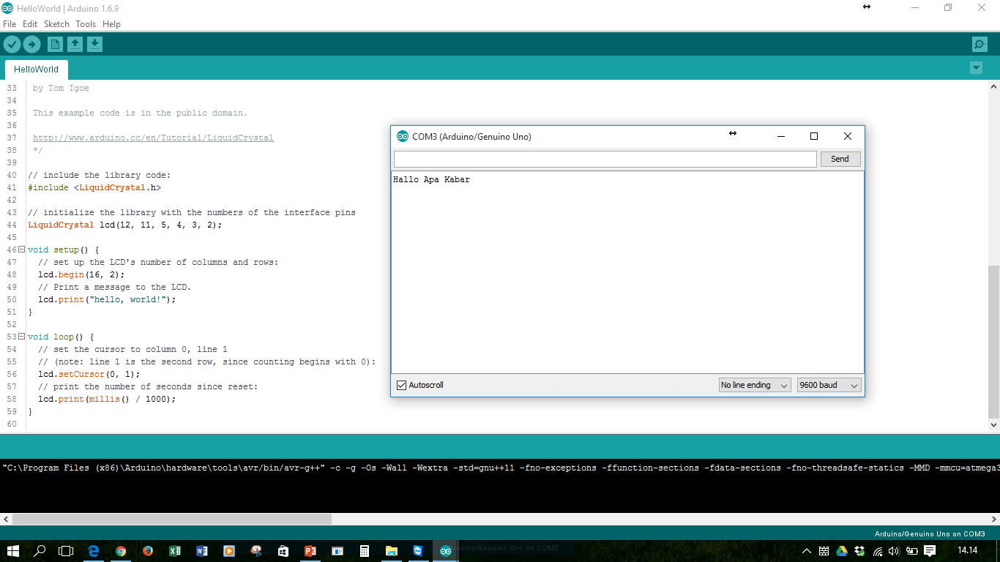 HelloWorld | Arduino 1.6.9
File Edit Sketch Tools Help
HelloWorld
33 by Tom Igoe
34
35 This example code is in the public domain.
36
37 http://www.arduino.cc/en/Tutorial/LiquidCrystal
38 */
39
40 // include the library code:
41 #include <LiquidCrystal.h>
42
43 // initialize the library with the numbers of the interface pins
44 LiquidCrystal lcd(12, 11, 5, 4, 3, 2);
45
46 void setup() {
47 // set up the LCD's number of columns and rows:
48 lcd.begin(16, 2);
49 // Print a message to the LCD.
50 lcd.print("hello, world!");
51 }
52
53 void loop() {
54 // set the cursor to column 0, line 1
55 // (note: line 1 is the second row, since counting begins with 0):
56 lcd.setCursor(0, 1);
57 // print the number of seconds since reset:
58 lcd.print(millis() / 1000);
59 }
60
COM3 (Arduino/Genuino Uno)
Send
Hallo Apa Kabar
Autoscroll No line ending 9600 baud
"C:\Program Files (x86)\Arduino\hardware\tools\avr/bin/avr-g++" -c -g -Os -Wall -Wextra -std=gnu++11 -fno-exceptions -ffunction-sections -fdata-sections -fno-threadsafe-statics -MMD -mmcu=atmega3
Arduino/Genuino Uno on COM3
duino/Genuino Uno on COM3
14.14